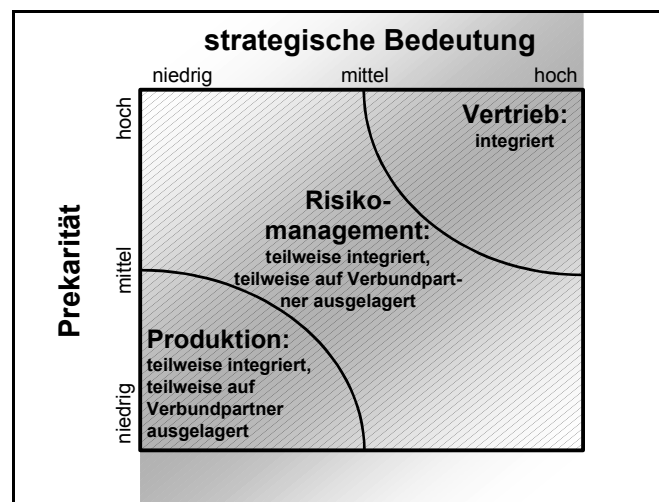 strategische Bedeutung
niedrig mittel hoch
Prekarität
hoch
mittel
niedrig
Vertrieb:
integriert
Risiko-
management:
teilweise integriert,
teilweise auf Verbundpart-
ner ausgelagert
Produktion:
teilweise integriert,
teilweise auf
Verbundpartner
ausgelagert